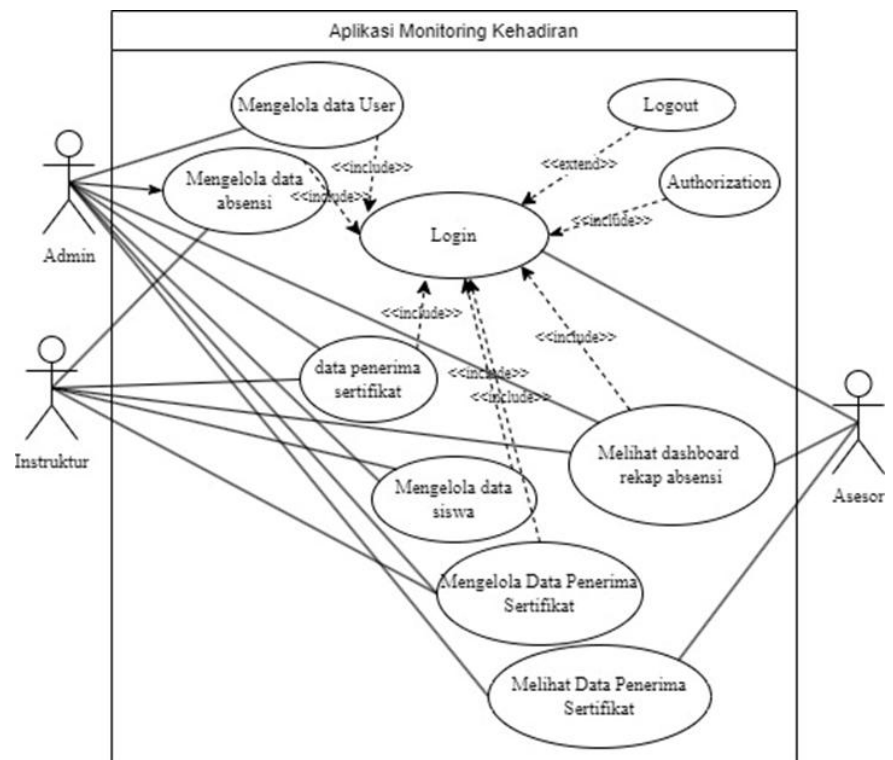 Aplikasi Monitoring Kehadiran
Mengelola data User
Logout
<<include>>
<<extend>>
Mengelola data
absensi
<<include>>
Authorization
<<include>>
Login
Admin
<<include>>
<<include>>
data penerima
sertifikat
<<include>>
<<include>>
Instruktur
Melihat dashboard
rekap absensi
Mengelola data
siswa
Asesor
Mengelola Data Penerima
Sertifikat
Melihat Data Penerima
Sertifikat